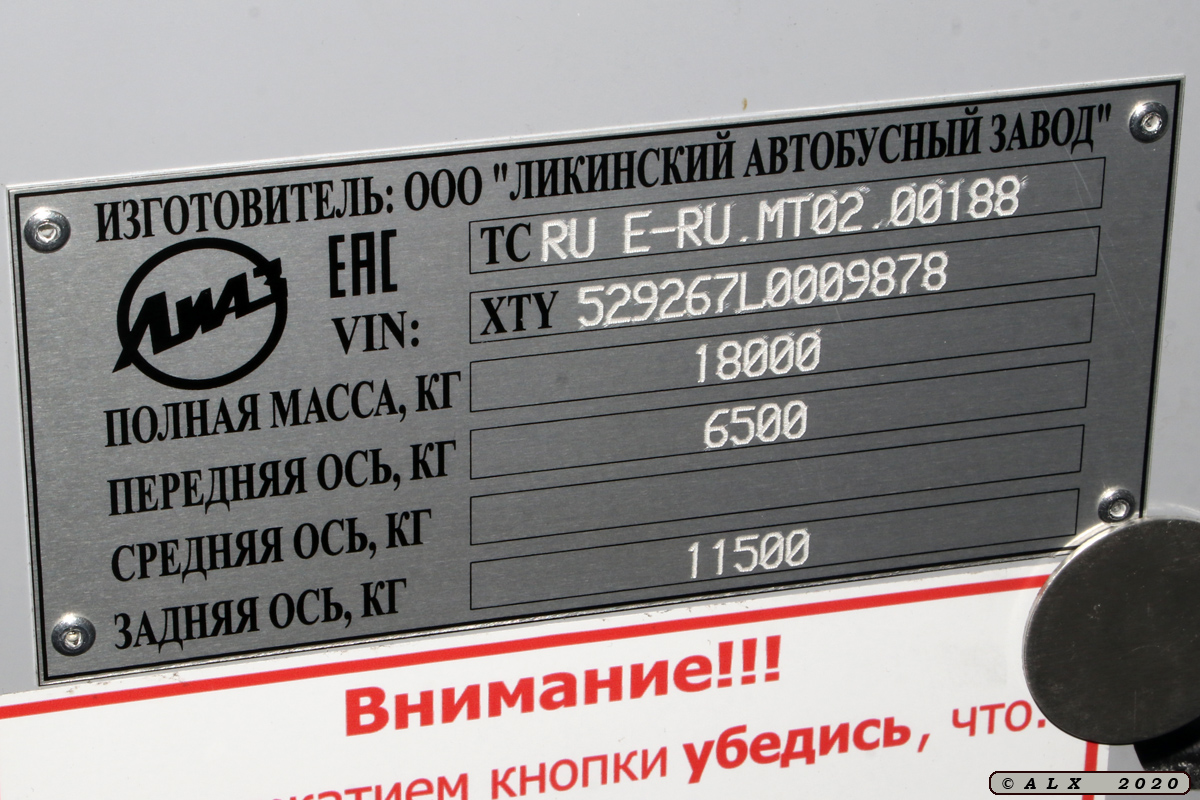 ИЗГОТОВИТЕЛЬ: ООО "ЛИКИНСКИЙ АВТОБУСНЫЙ ЗАВОД"
ЛИАЗ
ЕАС
ТС RU E-RU.MT02.00188
VIN: XTY 529267L0009878
ПОЛНАЯ МАССА, КГ 18000
ПЕРЕДНЯЯ ОСЬ, КГ 6500
СРЕДНЯЯ ОСЬ, КГ
ЗАДНЯЯ ОСЬ, КГ 11500
Внимание!!!
кнопки убедись, что:
© ALX 2020